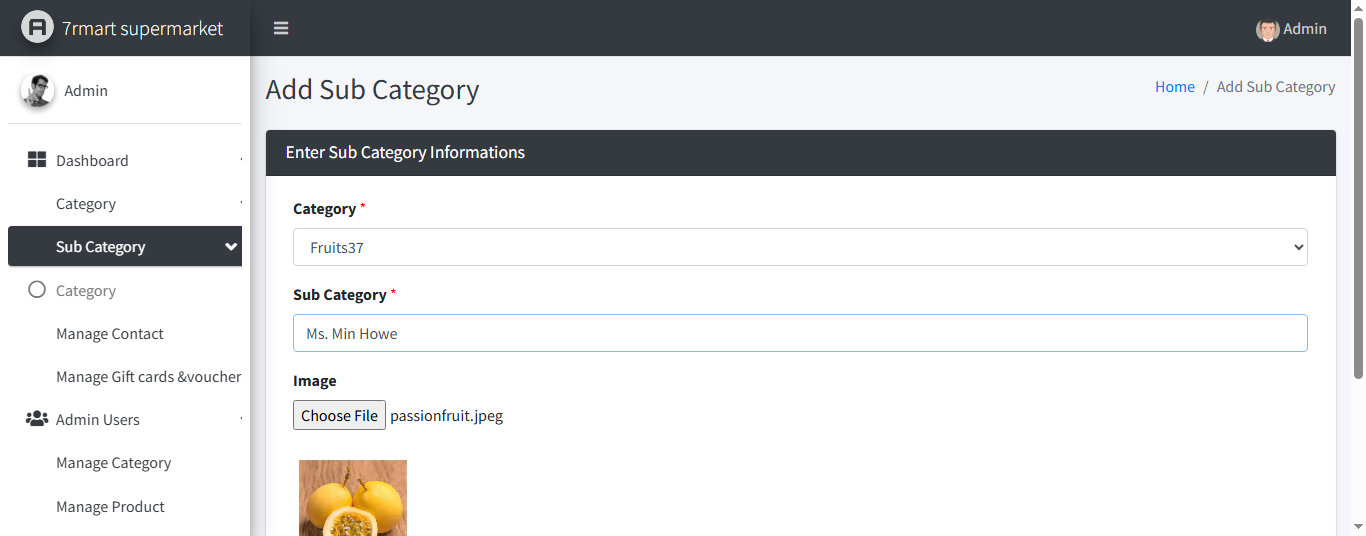 7rmart supermarket
Admin
Admin
Add Sub Category
Home / Add Sub Category
Enter Sub Category Informations
Dashboard
Category
Sub Category
Category
Manage Contact
Manage Gift cards &voucher
Admin Users
Manage Category
Manage Product
Category *
Fruits37
Sub Category *
Ms. Min Howe
Image
Choose File passionfruit.jpeg